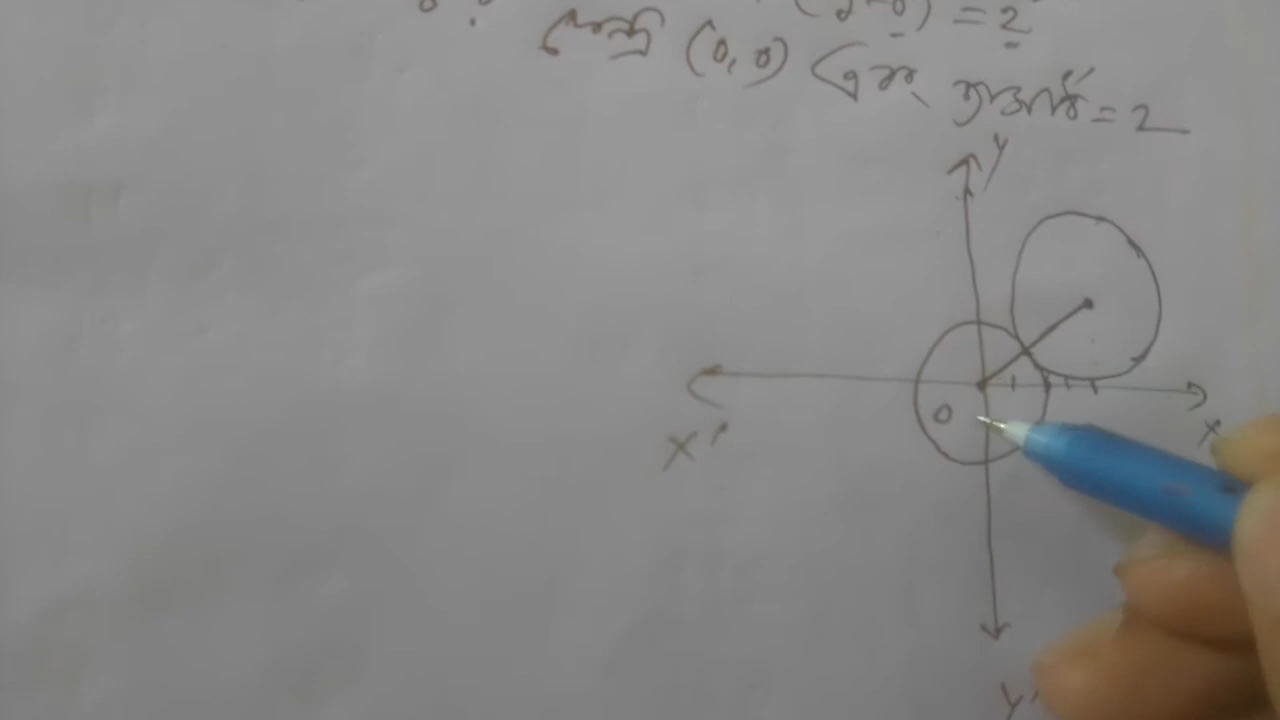 = 2
কেন্দ্র (0, 0) এবং ব্যাসার্ধ = 2
Y
X'
O
X
Y'